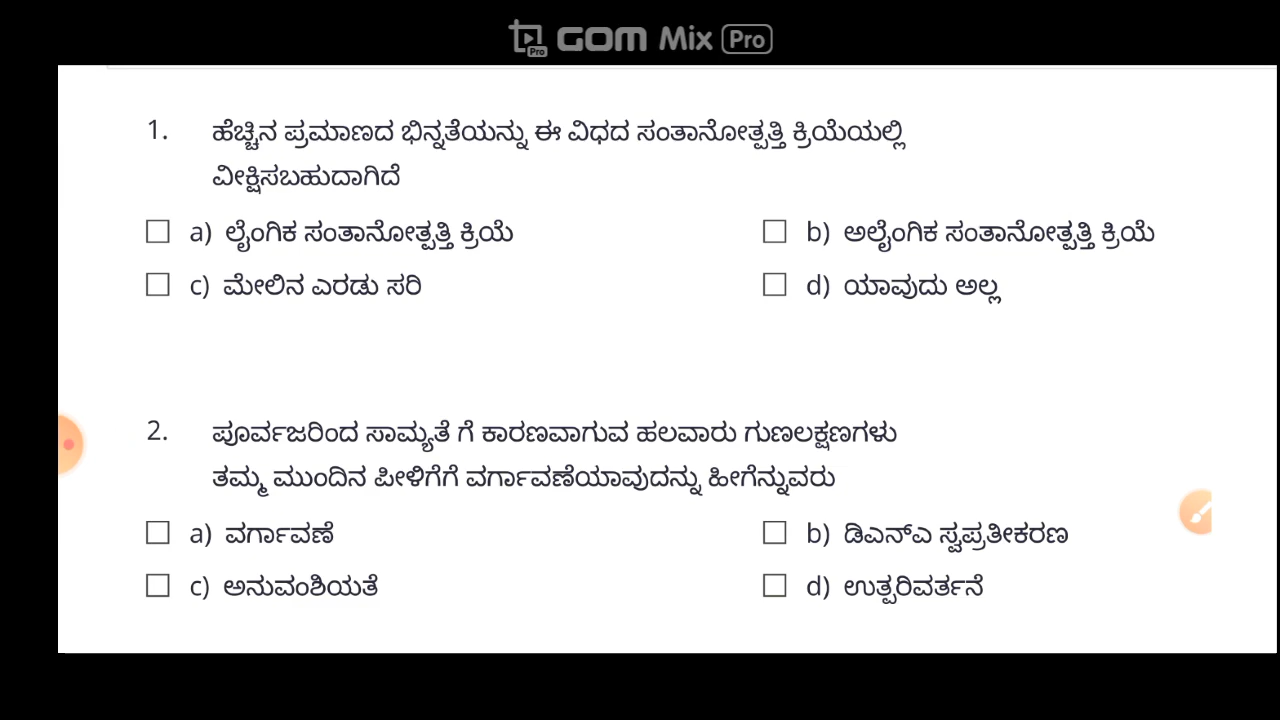 Pro GOM Mix Pro
1. ಹೆಚ್ಚಿನ ಪ್ರಮಾಣದ ಭಿನ್ನತೆಯನ್ನು ಈ ವಿಧದ ಸಂತಾನೋತ್ಪತ್ತಿ ಕ್ರಿಯೆಯಲ್ಲಿ
ವೀಕ್ಷಿಸಬಹುದಾಗಿದೆ
a) ಲೈಂಗಿಕ ಸಂತಾನೋತ್ಪತ್ತಿ ಕ್ರಿಯೆ b) ಅಲೈಂಗಿಕ ಸಂತಾನೋತ್ಪತ್ತಿ ಕ್ರಿಯೆ
c) ಮೇಲಿನ ಎರಡು ಸರಿ d) ಯಾವುದು ಅಲ್ಲ
2. ಪೂರ್ವಜರಿಂದ ಸಾಮ್ಯತೆ ಗೆ ಕಾರಣವಾಗುವ ಹಲವಾರು ಗುಣಲಕ್ಷಣಗಳು
ತಮ್ಮ ಮುಂದಿನ ಪೀಳಿಗೆಗೆ ವರ್ಗಾವಣೆಯಾವುದನ್ನು ಹೀಗೆನ್ನುವರು
a) ವರ್ಗಾವಣೆ b) ಡಿಎನ್ಎ ಸ್ವಪ್ರತೀಕರಣ
c) ಅನುವಂಶಿಯತೆ d) ಉತ್ಪರಿವರ್ತನೆ